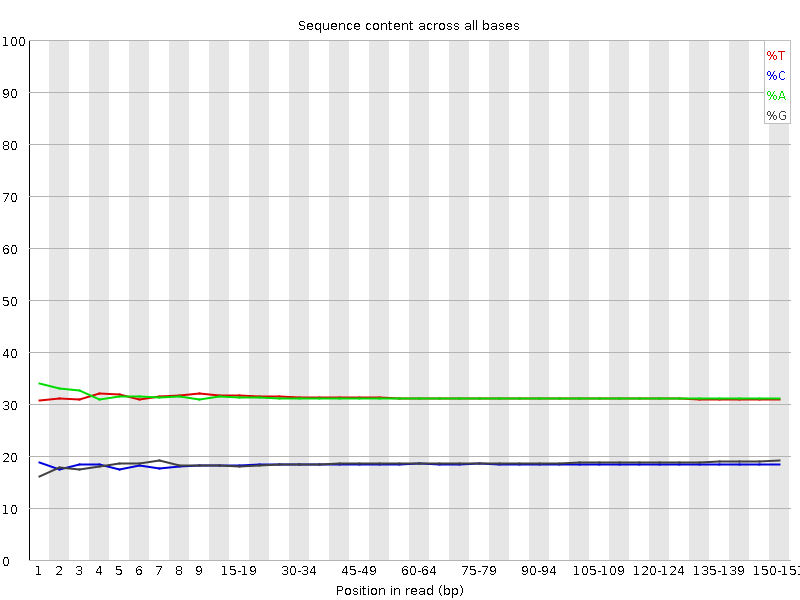 Sequence content across all bases
100
90
80
70
60
50
40
30
20
10
0
%T
%C
%A
%G
1 2 3 4 5 6 7 8 9 15-19 30-34 45-49 60-64 75-79 90-94 105-109 120-124 135-139 150-151
Position in read (bp)